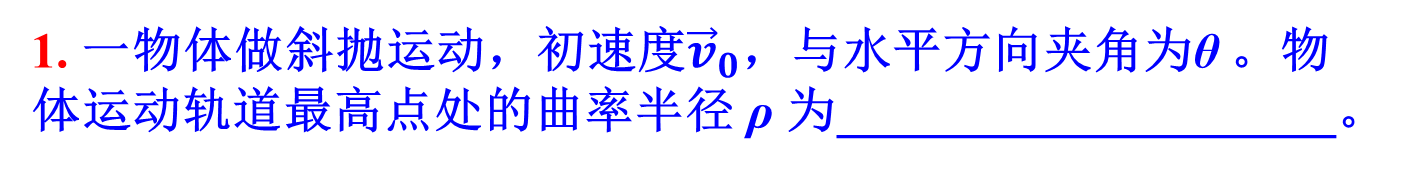 1. 一物体做斜抛运动，初速度$\vec{v}_0$，与水平方向夹角为θ。物
体运动轨道最高点处的曲率半径 ρ 为____________________。